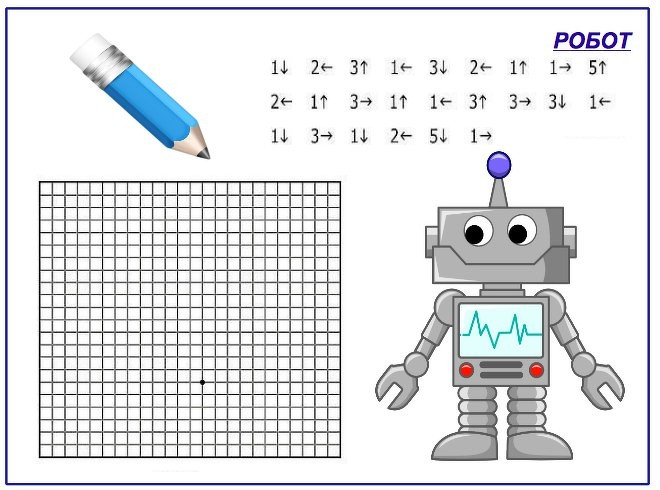 РОБОТ
1↓ 2← 3↑ 1← 3↓ 2← 1↑ 1→ 5↑
2← 1↑ 3→ 1↑ 1← 3↑ 3→ 3↓ 1←
1↓ 3→ 1↓ 2← 5↓ 1→